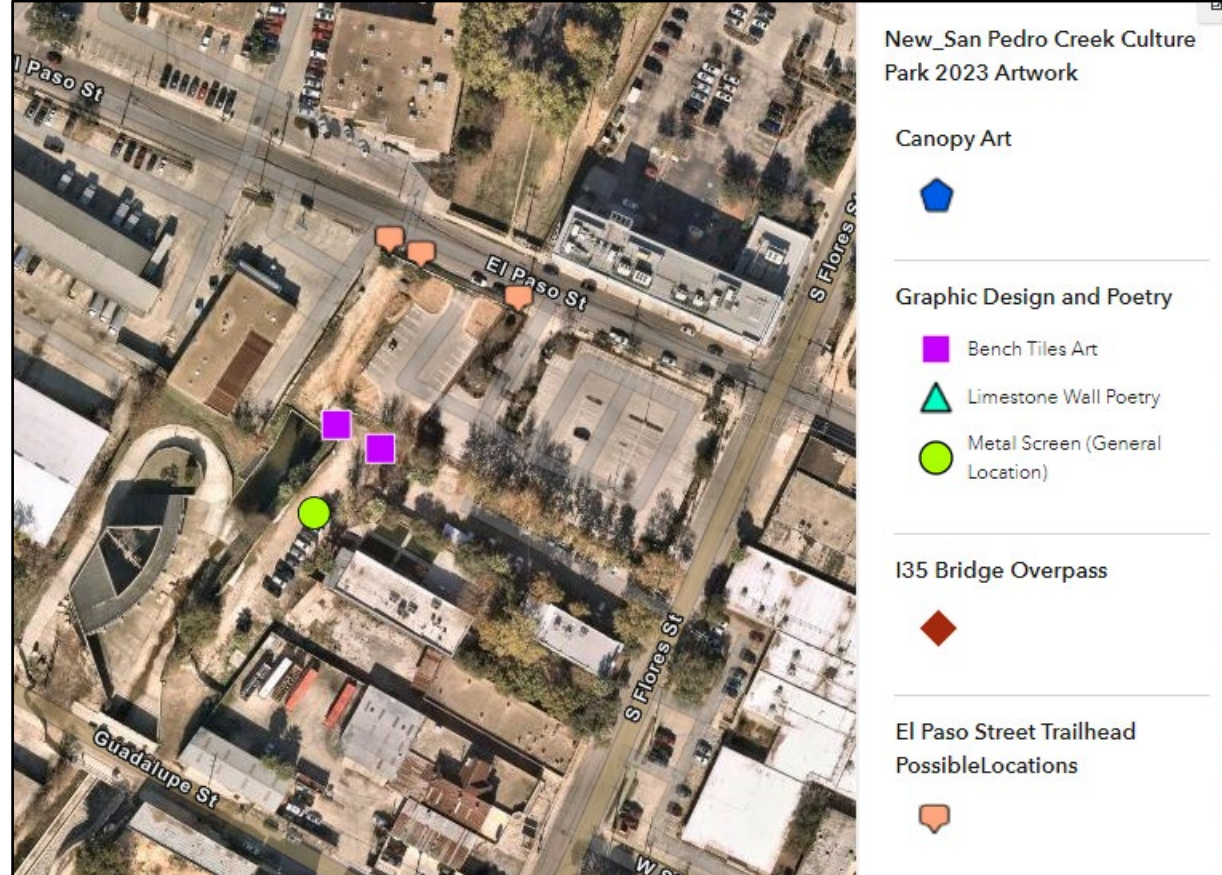 l Paso St
El Paso St
S Flores S
S Flores St
Guadalupe St
W S
New_San Pedro Creek Culture
Park 2023 Artwork
Canopy Art
Graphic Design and Poetry
Bench Tiles Art
Limestone Wall Poetry
Metal Screen (General
Location)
I35 Bridge Overpass
El Paso Street Trailhead
PossibleLocations